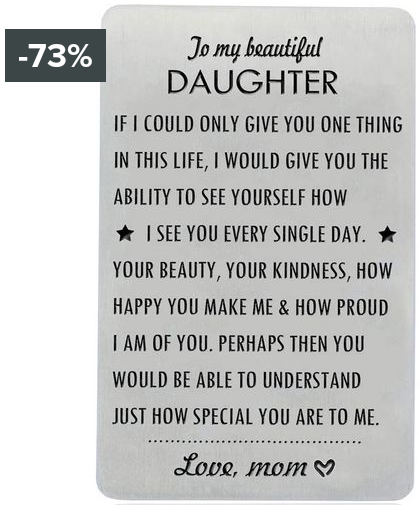 -73%
To my beautiful
DAUGHTER
IF I COULD ONLY GIVE YOU ONE THING
IN THIS LIFE, I WOULD GIVE YOU THE
ABILITY TO SEE YOURSELF HOW
★ I SEE YOU EVERY SINGLE DAY. ★
YOUR BEAUTY, YOUR KINDNESS, HOW
HAPPY YOU MAKE ME & HOW PROUD
I AM OF YOU. PERHAPS THEN YOU
WOULD BE ABLE TO UNDERSTAND
JUST HOW SPECIAL YOU ARE TO ME.
Love, mom ♡